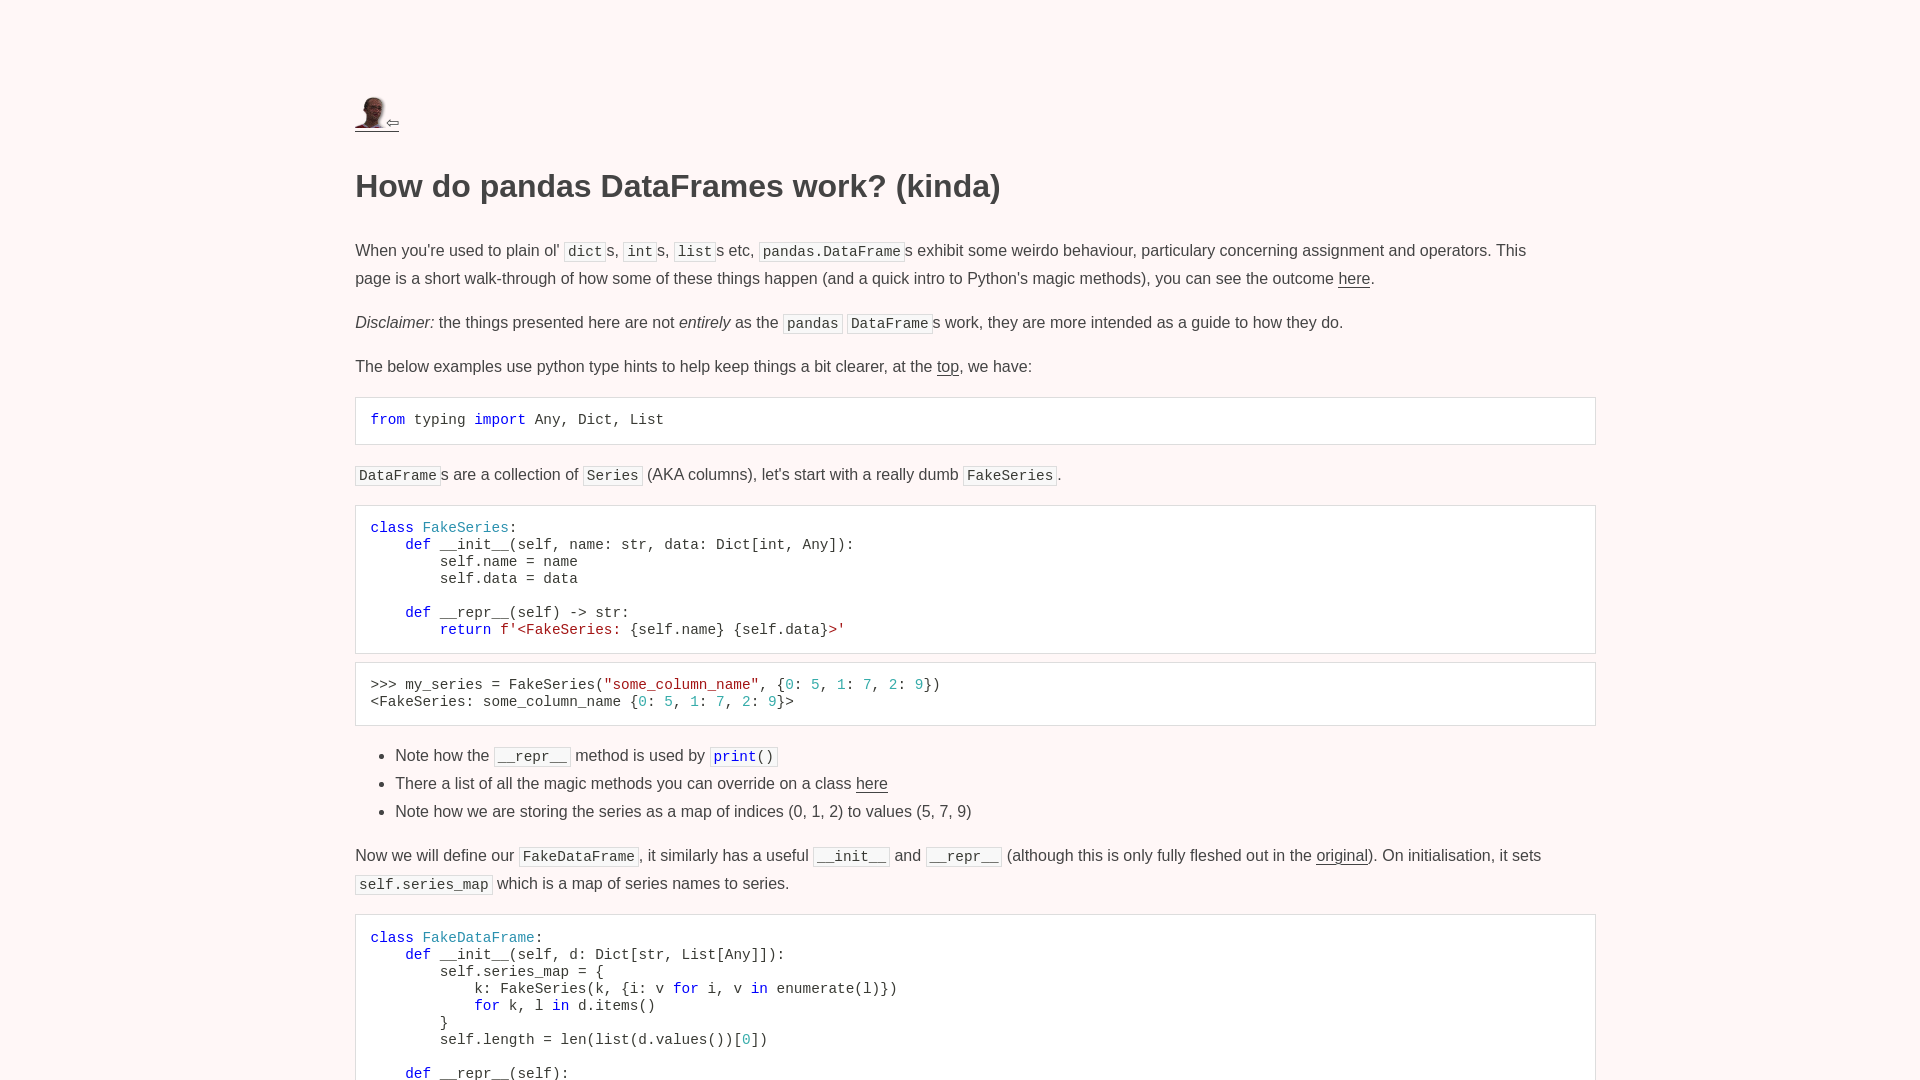 ⇦
How do pandas DataFrames work? (kinda)
When you're used to plain ol' dicts, ints, lists etc, pandas.DataFrames exhibit some weirdo behaviour, particulary concerning assignment and operators. This
page is a short walk-through of how some of these things happen (and a quick intro to Python's magic methods), you can see the outcome here.
Disclaimer: the things presented here are not entirely as the pandas DataFrames work, they are more intended as a guide to how they do.
The below examples use python type hints to help keep things a bit clearer, at the top, we have:
from typing import Any, Dict, List
DataFrames are a collection of Series (AKA columns), let's start with a really dumb FakeSeries.
class FakeSeries:
    def __init__(self, name: str, data: Dict[int, Any]):
        self.name = name
        self.data = data
    def __repr__(self) -> str:
        return f'<FakeSeries: {self.name} {self.data}>'
>>> my_series = FakeSeries("some_column_name", {0: 5, 1: 7, 2: 9})
<FakeSeries: some_column_name {0: 5, 1: 7, 2: 9}>
• Note how the __repr__ method is used by print()
• There a list of all the magic methods you can override on a class here
• Note how we are storing the series as a map of indices (0, 1, 2) to values (5, 7, 9)
Now we will define our FakeDataFrame, it similarly has a useful __init__ and __repr__ (although this is only fully fleshed out in the original). On initialisation, it sets
self.series_map which is a map of series names to series.
class FakeDataFrame:
    def __init__(self, d: Dict[str, List[Any]]):
        self.series_map = {
            k: FakeSeries(k, {i: v for i, v in enumerate(l)})
            for k, l in d.items()
        }
        self.length = len(list(d.values())[0])
    def __repr__(self):